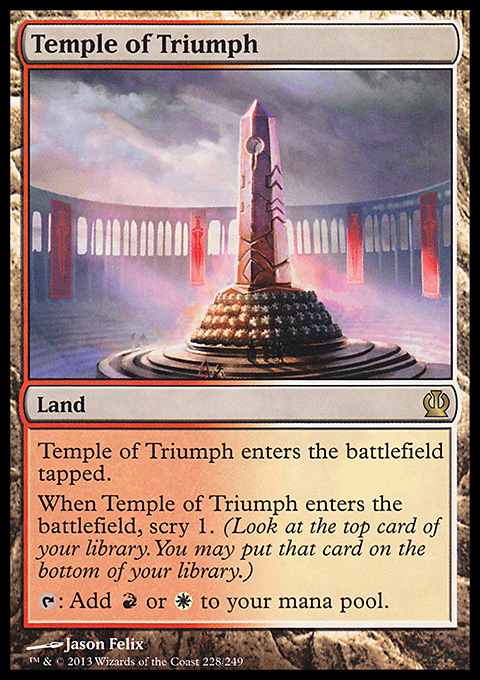 Temple of Triumph
Land
Temple of Triumph enters the battlefield
tapped.
When Temple of Triumph enters the
battlefield, scry 1. (Look at the top card of
your library. You may put that card on the
bottom of your library.)
: Add or to your mana pool.
Jason Felix
™ & © 2013 Wizards of the Coast 228/249